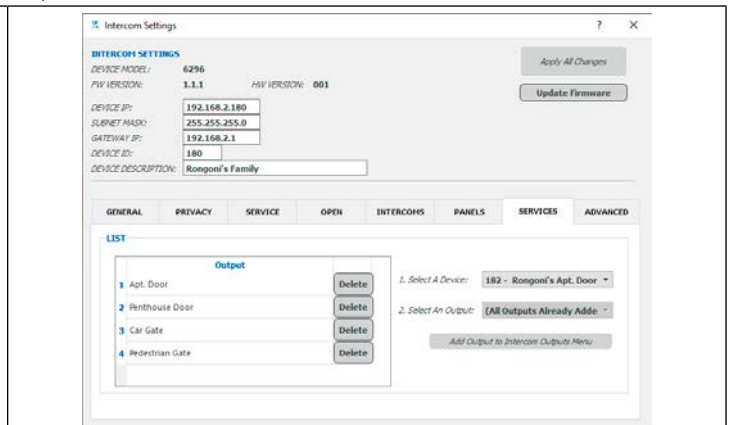 Intercom Settings ? X
INTERCOM SETTINGS
DEVICE MODEL: 6296
FW VERSION: 1.1.1 HW VERSION: 001
DEVICE IP: 192.168.2.180
SUBNET MASK: 255.255.255.0
GATEWAY IP: 192.168.2.1
DEVICE ID: 180
DEVICE DESCRIPTION: Rongoni's Family
Apply All Changes
Update Firmware
GENERAL PRIVACY SERVICE OPEN INTERCOMS PANELS SERVICES ADVANCED
LIST
Output
1 Apt. Door Delete
2 Penthouse Door Delete
3 Car Gate Delete
4 Pedestrian Gate Delete
1. Select A Device: 182 - Rongoni's Apt. Door
2. Select An Output: (All Outputs Already Adde
Add Output to Intercom Outputs Menu